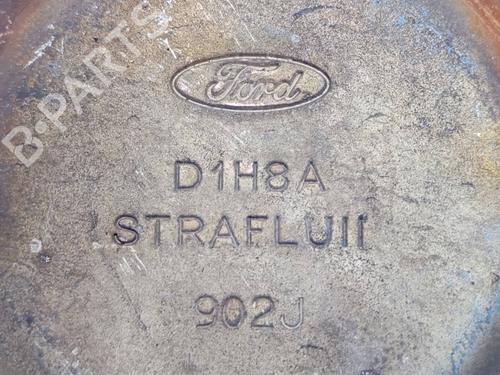 B-PARTS
Ford
D1H8A
STRAFLUII
902J